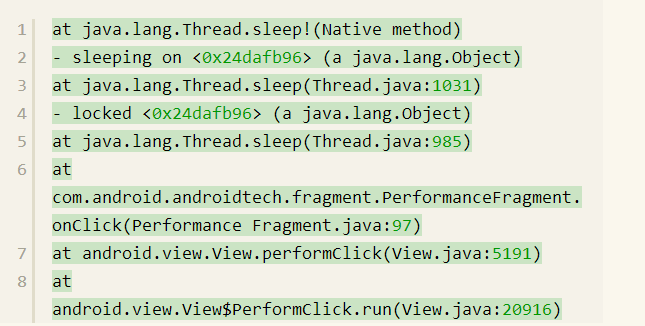 1 at java.lang.Thread.sleep!(Native method)
2 - sleeping on <0x24dafb96> (a java.lang.Object)
3 at java.lang.Thread.sleep(Thread.java:1031)
4 - locked <0x24dafb96> (a java.lang.Object)
5 at java.lang.Thread.sleep(Thread.java:985)
6 at
com.android.androidtech.fragment.PerformanceFragment.
onClick(Performance Fragment.java:97)
7 at android.view.View.performClick(View.java:5191)
8 at
android.view.View$PerformClick.run(View.java:20916)